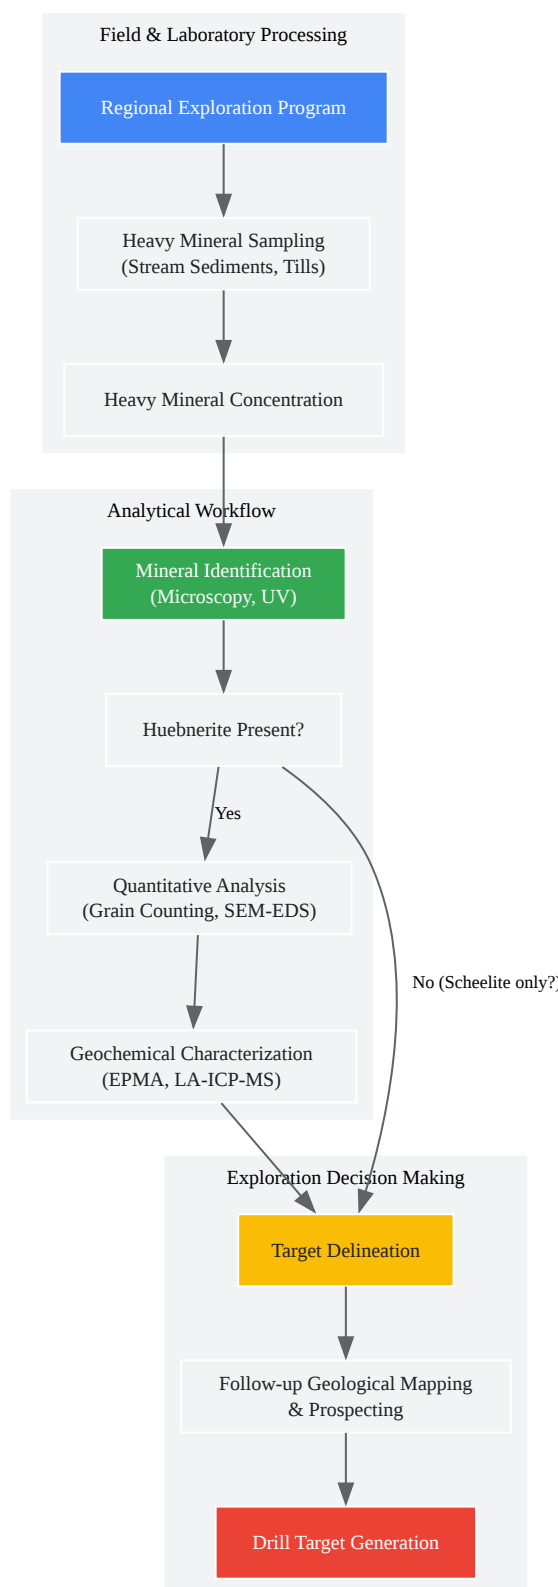 Field & Laboratory Processing
Regional Exploration Program
Heavy Mineral Sampling
(Stream Sediments, Tills)
Heavy Mineral Concentration
Analytical Workflow
Mineral Identification
(Microscopy, UV)
Huebnerite Present?
Yes
Quantitative Analysis
(Grain Counting, SEM-EDS)
No (Scheelite only?)
Geochemical Characterization
(EPMA, LA-ICP-MS)
Exploration Decision Making
Target Delineation
Follow-up Geological Mapping
& Prospecting
Drill Target Generation